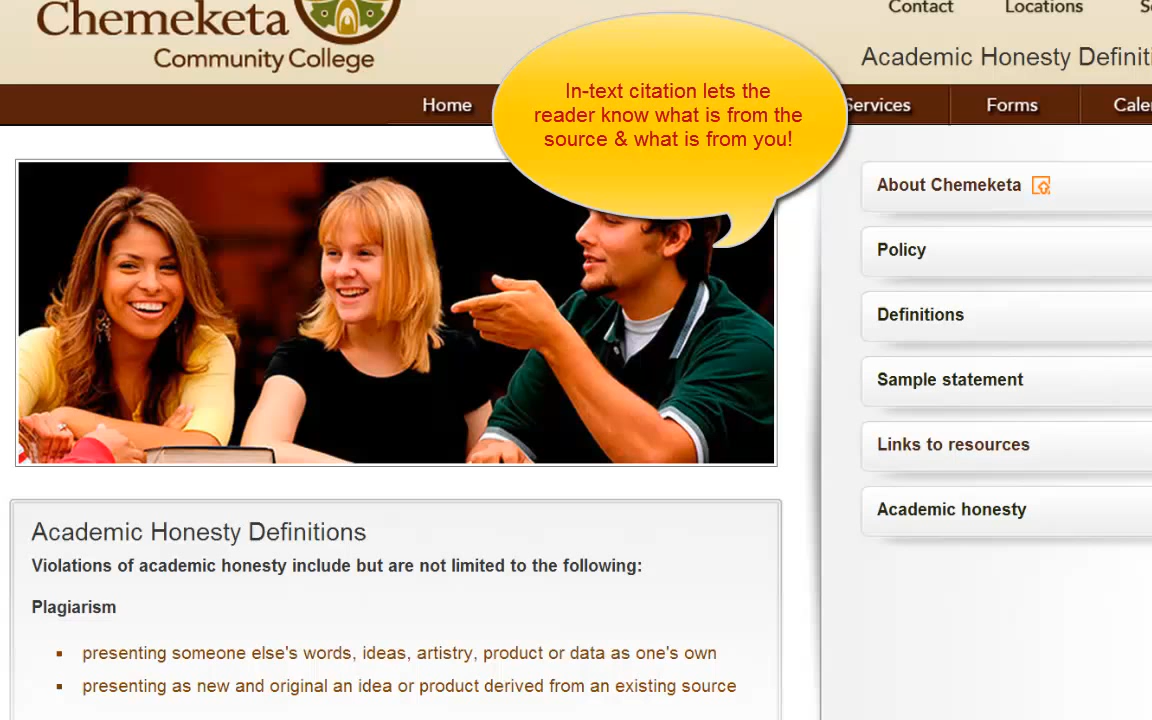 Chemeketa
Community College
Contact
Locations
Academic Honesty
Home
Services
Forms
In-text citation lets the
reader know what is from the
source & what is from you!
About Chemeketa
Policy
Definitions
Sample statement
Links to resources
Academic honesty
Academic Honesty Definitions
Violations of academic honesty include but are not limited to the following:
Plagiarism
▪ presenting someone else's words, ideas, artistry, product or data as one's own
▪ presenting as new and original an idea or product derived from an existing source